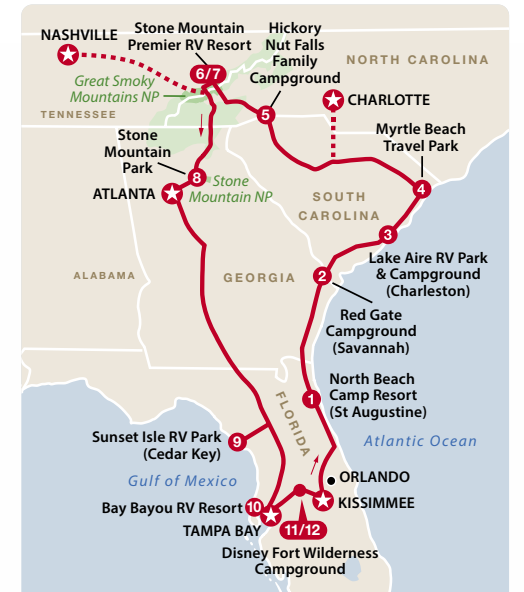 NASHVILLE
Stone Mountain
Premier RV Resort
6/7
Hickory
Nut Falls
Family
Campground
NORTH CAROLINA
Great Smoky
Mountains NP
TENNESSEE
5
CHARLOTTE
Myrtle Beach
Travel Park
4
Stone
Mountain
Park
8
Stone
Mountain NP
ATLANTA
SOUTH
CAROLINA
3
Lake Aire RV Park
& Campground
(Charleston)
ALABAMA
GEORGIA
2
Red Gate
Campground
(Savannah)
1
North Beach
Camp Resort
(St Augustine)
FLORIDA
Sunset Isle RV Park
(Cedar Key)
9
Atlantic Ocean
Gulf of Mexico
ORLANDO
KISSIMMEE
Bay Bayou RV Resort
10
TAMPA BAY
11/12
Disney Fort Wilderness
Campground